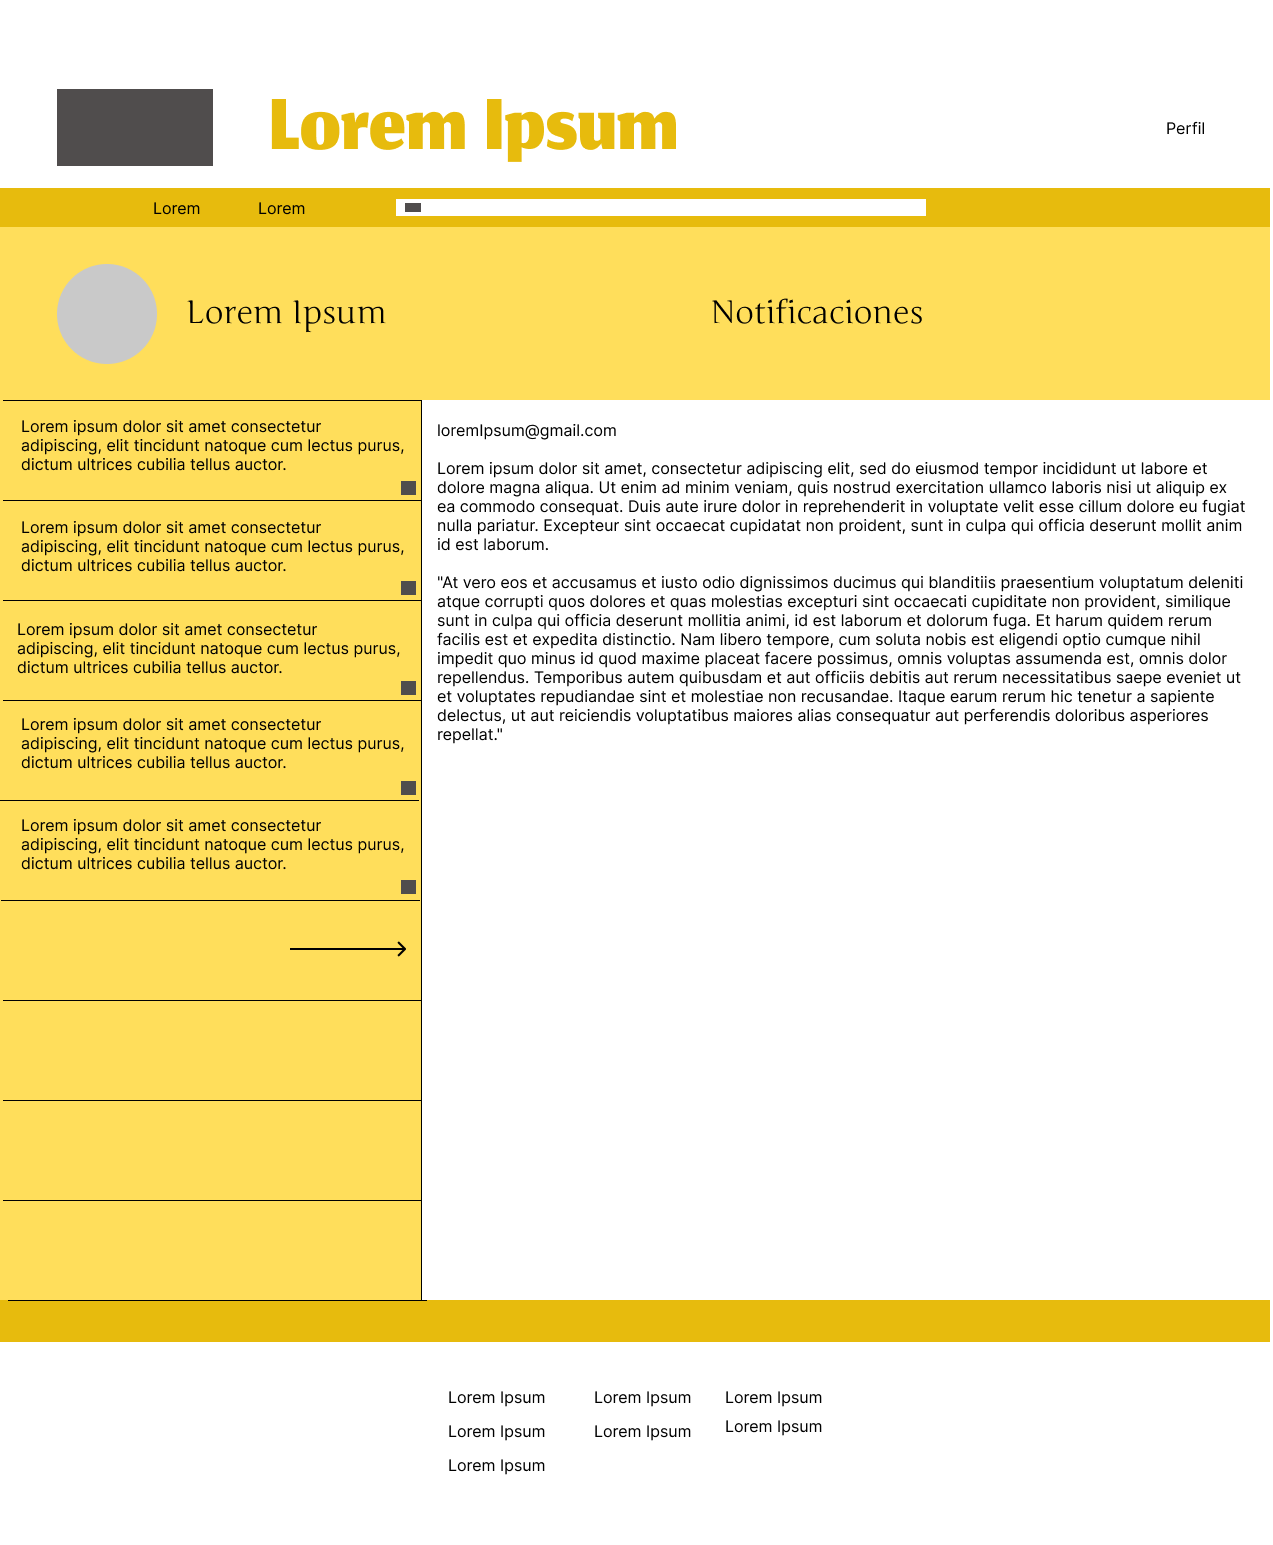 Lorem Ipsum
Perfil
Lorem
Lorem
Lorem Ipsum
Notificaciones
Lorem ipsum dolor sit amet consectetur
adipiscing, elit tincidunt natoque cum lectus purus,
dictum ultrices cubilia tellus auctor.
Lorem ipsum dolor sit amet consectetur
adipiscing, elit tincidunt natoque cum lectus purus,
dictum ultrices cubilia tellus auctor.
Lorem ipsum dolor sit amet consectetur
adipiscing, elit tincidunt natoque cum lectus purus,
dictum ultrices cubilia tellus auctor.
Lorem ipsum dolor sit amet consectetur
adipiscing, elit tincidunt natoque cum lectus purus,
dictum ultrices cubilia tellus auctor.
Lorem ipsum dolor sit amet consectetur
adipiscing, elit tincidunt natoque cum lectus purus,
dictum ultrices cubilia tellus auctor.
loremIpsum@gmail.com
Lorem ipsum dolor sit amet, consectetur adipiscing elit, sed do eiusmod tempor incididunt ut labore et
dolore magna aliqua. Ut enim ad minim veniam, quis nostrud exercitation ullamco laboris nisi ut aliquip ex
ea commodo consequat. Duis aute irure dolor in reprehenderit in voluptate velit esse cillum dolore eu fugiat
nulla pariatur. Excepteur sint occaecat cupidatat non proident, sunt in culpa qui officia deserunt mollit anim
id est laborum.
"At vero eos et accusamus et iusto odio dignissimos ducimus qui blanditiis praesentium voluptatum deleniti
atque corrupti quos dolores et quas molestias excepturi sint occaecati cupiditate non provident, similique
sunt in culpa qui officia deserunt mollitia animi, id est laborum et dolorum fuga. Et harum quidem rerum
facilis est et expedita distinctio. Nam libero tempore, cum soluta nobis est eligendi optio cumque nihil
impedit quo minus id quod maxime placeat facere possimus, omnis voluptas assumenda est, omnis dolor
repellendus. Temporibus autem quibusdam et aut officiis debitis aut rerum necessitatibus saepe eveniet ut
et voluptates repudiandae sint et molestiae non recusandae. Itaque earum rerum hic tenetur a sapiente
delectus, ut aut reiciendis voluptatibus maiores alias consequatur aut perferendis doloribus asperiores
repellat."
Lorem Ipsum
Lorem Ipsum
Lorem Ipsum
Lorem Ipsum
Lorem Ipsum
Lorem Ipsum
Lorem Ipsum